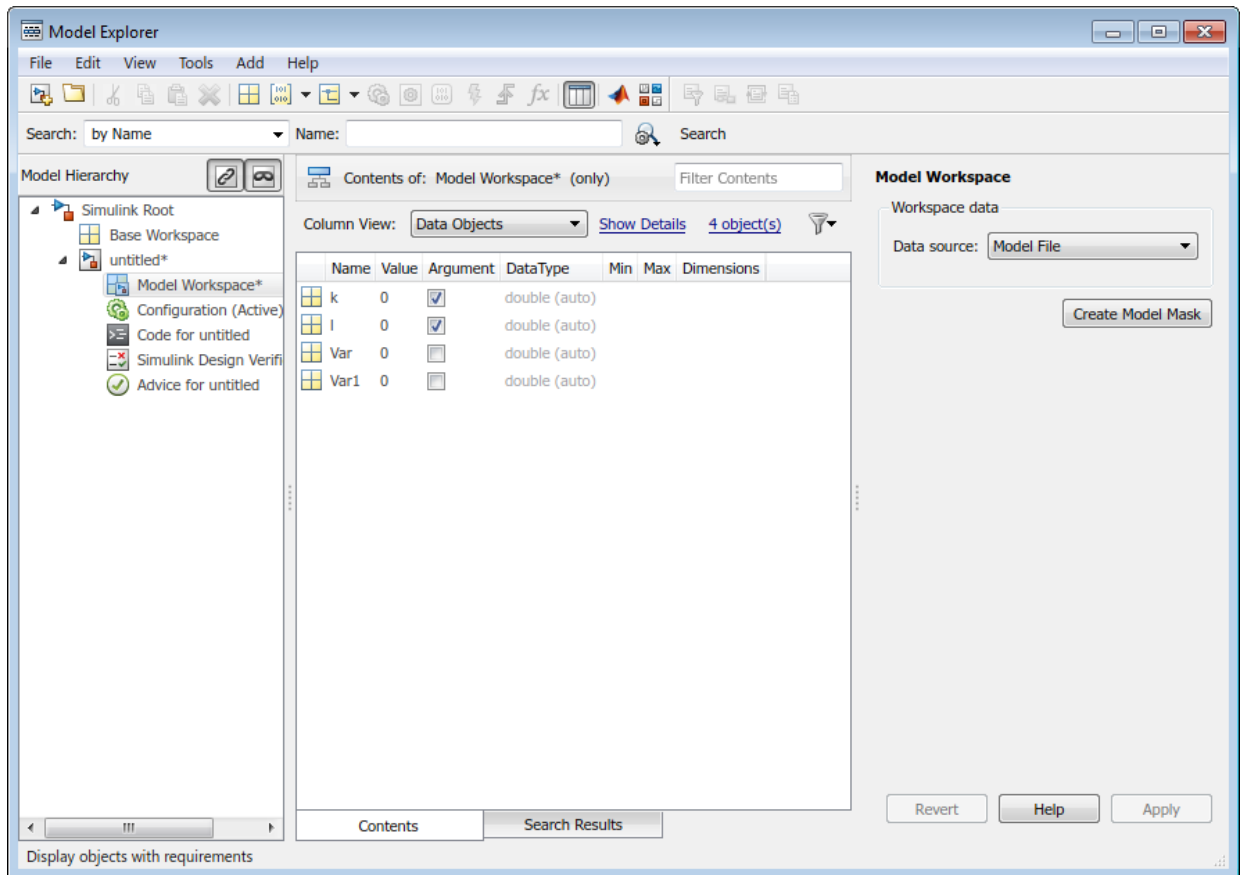 Model Explorer
File Edit View Tools Add Help
fx
Search: by Name Name: Search
Model Hierarchy
Simulink Root
Base Workspace
untitled*
Model Workspace*
Configuration (Active)
Code for untitled
Simulink Design Verifi
Advice for untitled
Contents of: Model Workspace* (only) Filter Contents
Column View: Data Objects Show Details 4 object(s)
Name Value Argument DataType Min Max Dimensions
k 0 double (auto)
l 0 double (auto)
Var 0 double (auto)
Var1 0 double (auto)
Contents Search Results
Model Workspace
Workspace data
Data source: Model File
Create Model Mask
Revert Help Apply
Display objects with requirements